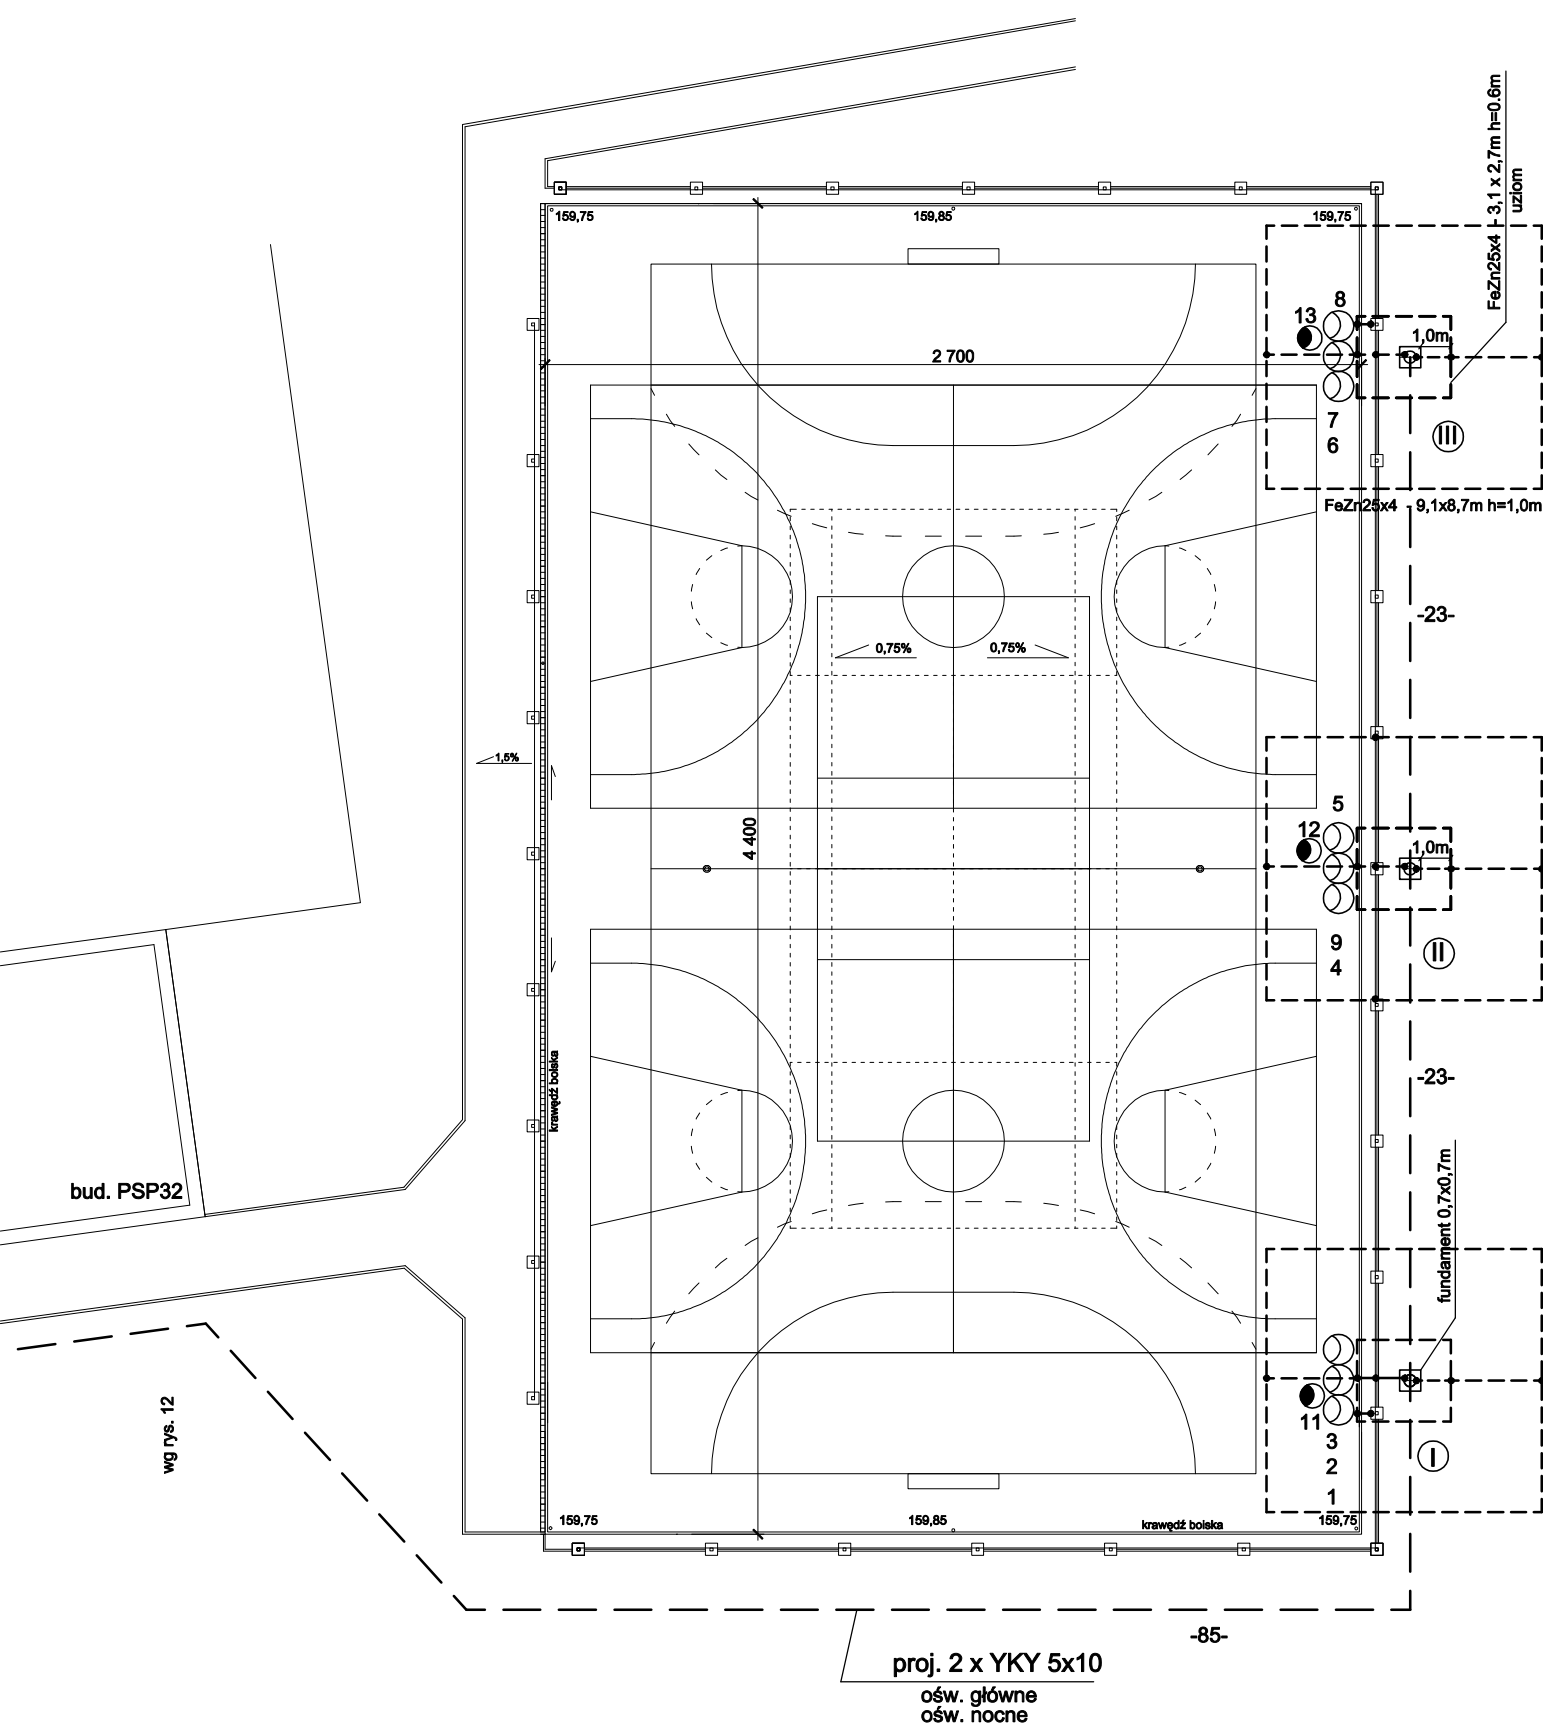 FeZn25x4 - 3,1 x 2,7m h=0.6m
uziom
159,75
159,85
159,75
8
13
1,0m
2 700
7
6
III
FeZn25x4 - 9,1x8,7m h=1,0m
-23-
0,75%
0,75%
1,5%
5
12
4 400
1,0m
9
4
II
krawędź boiska
-23-
bud. PSP32
fundament 0,7x0,7m
wg rys. 12
11
3
2
1
I
159,75
159,85
159,75
krawędź boiska
-85-
proj. 2 x YKY 5x10
ośw. główne
ośw. nocne